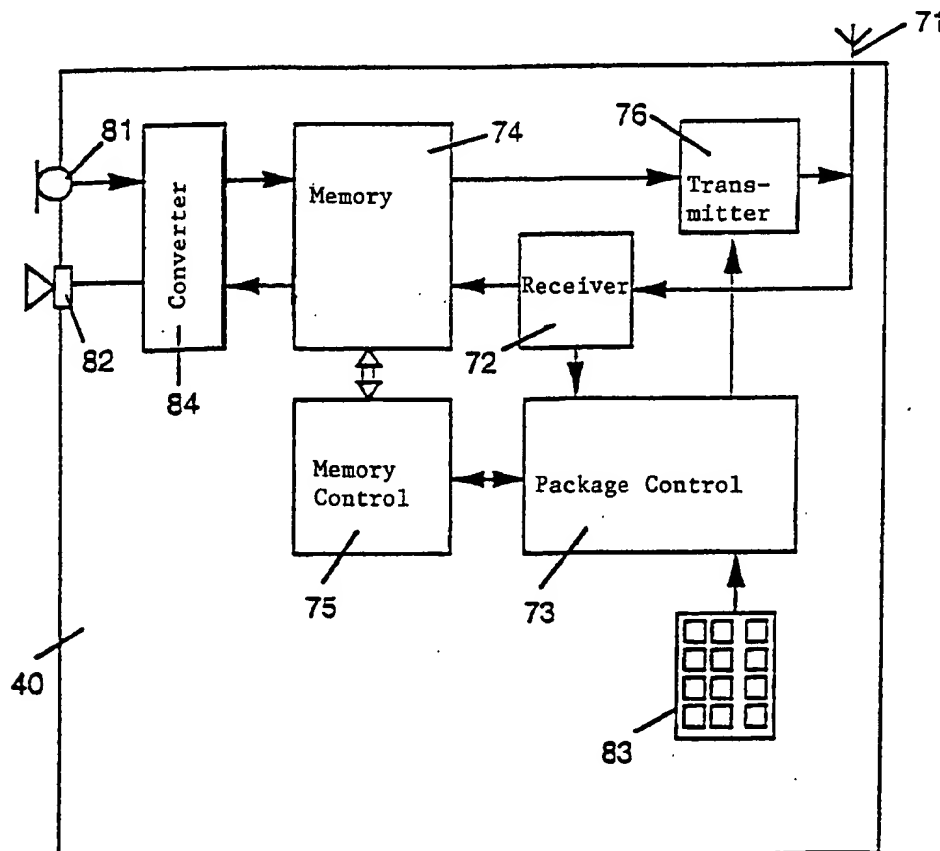 71
81
74
76
Memory
Trans-
mitter
Converter
Receiver
82
72
84
Memory
Control
Package Control
75
73
40
83